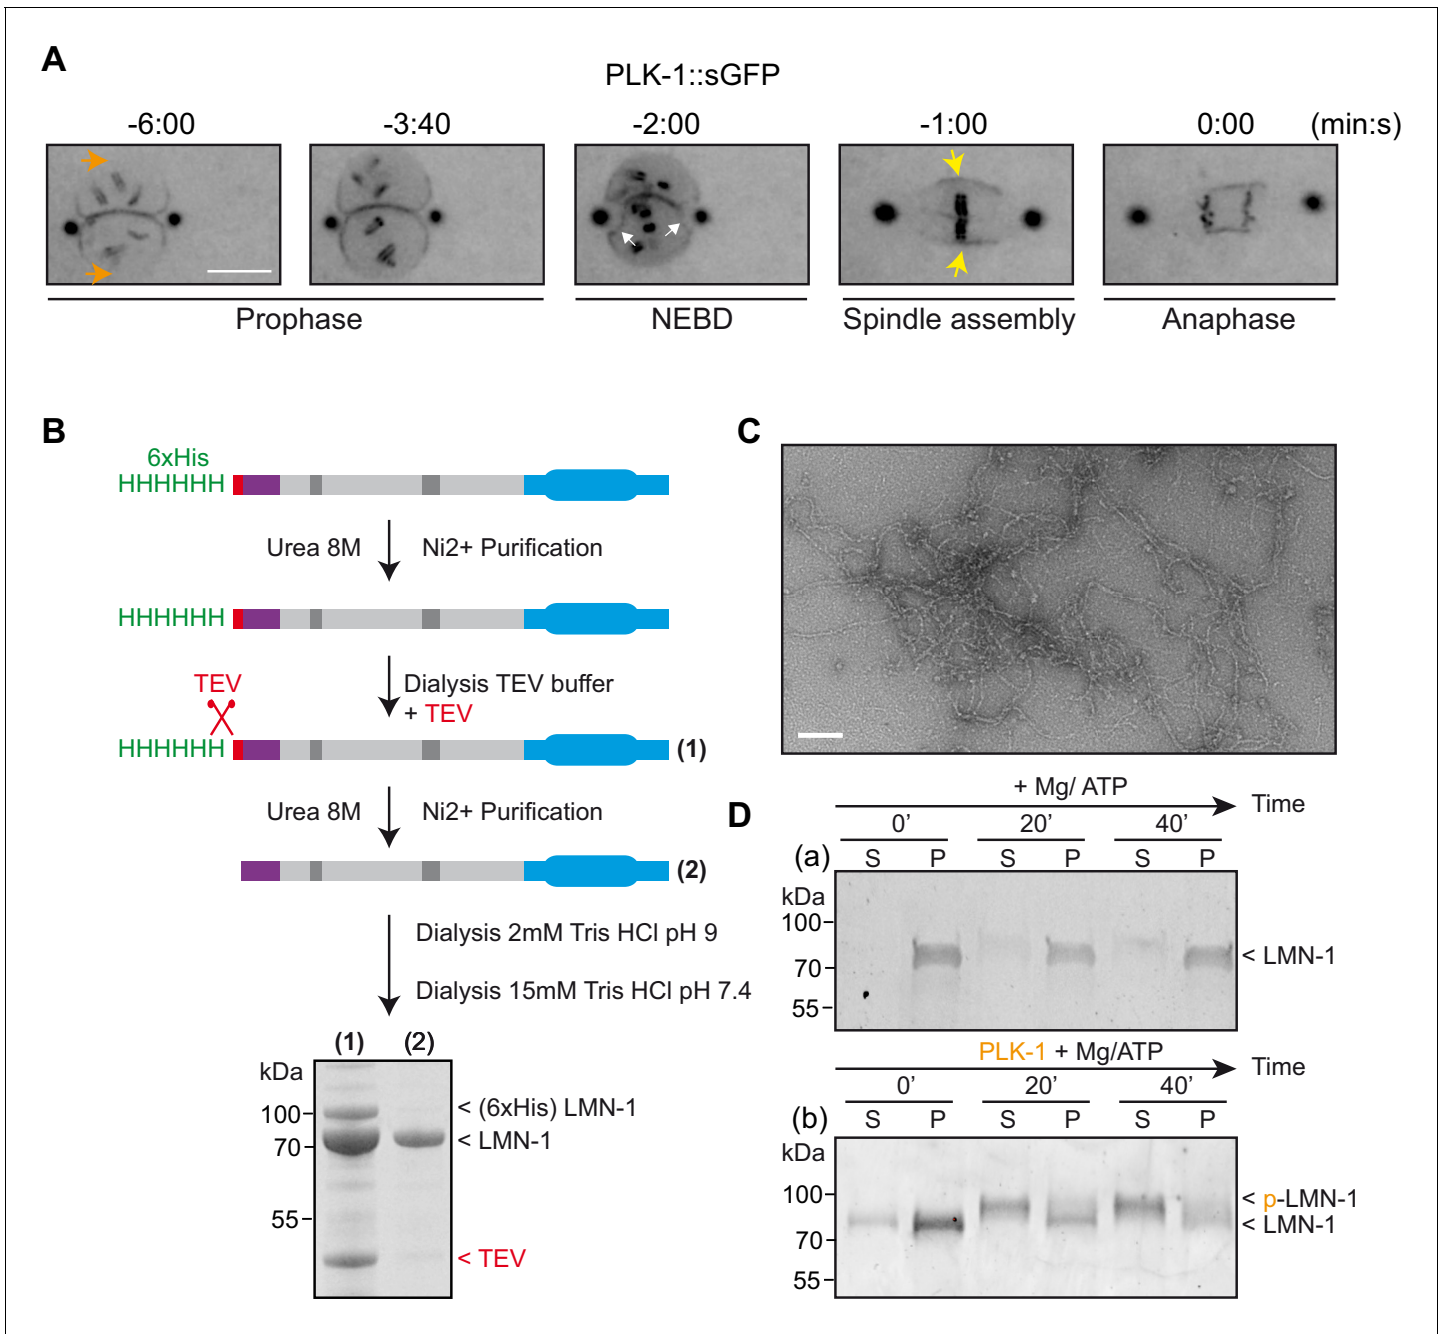 A
PLK-1::sGFP
-6:00 -3:40 -2:00 -1:00 0:00 (min:s)
Prophase NEBD Spindle assembly Anaphase
B
6xHis
HHHHHH
Urea 8M Ni2+ Purification
HHHHHH
TEV
Dialysis TEV buffer
+ TEV
HHHHHH (1)
Urea 8M Ni2+ Purification
(2)
Dialysis 2mM Tris HCl pH 9
Dialysis 15mM Tris HCl pH 7.4
(1) (2)
kDa
100
< (6xHis) LMN-1
70
< LMN-1
55
< TEV
C
D
+ Mg/ ATP
Time
0’ 20’ 40’
(a) S P S P S P
kDa
100
70
< LMN-1
55
PLK-1 + Mg/ATP
Time
0’ 20’ 40’
(b) S P S P S P
kDa
100
< p-LMN-1
70
< LMN-1
55